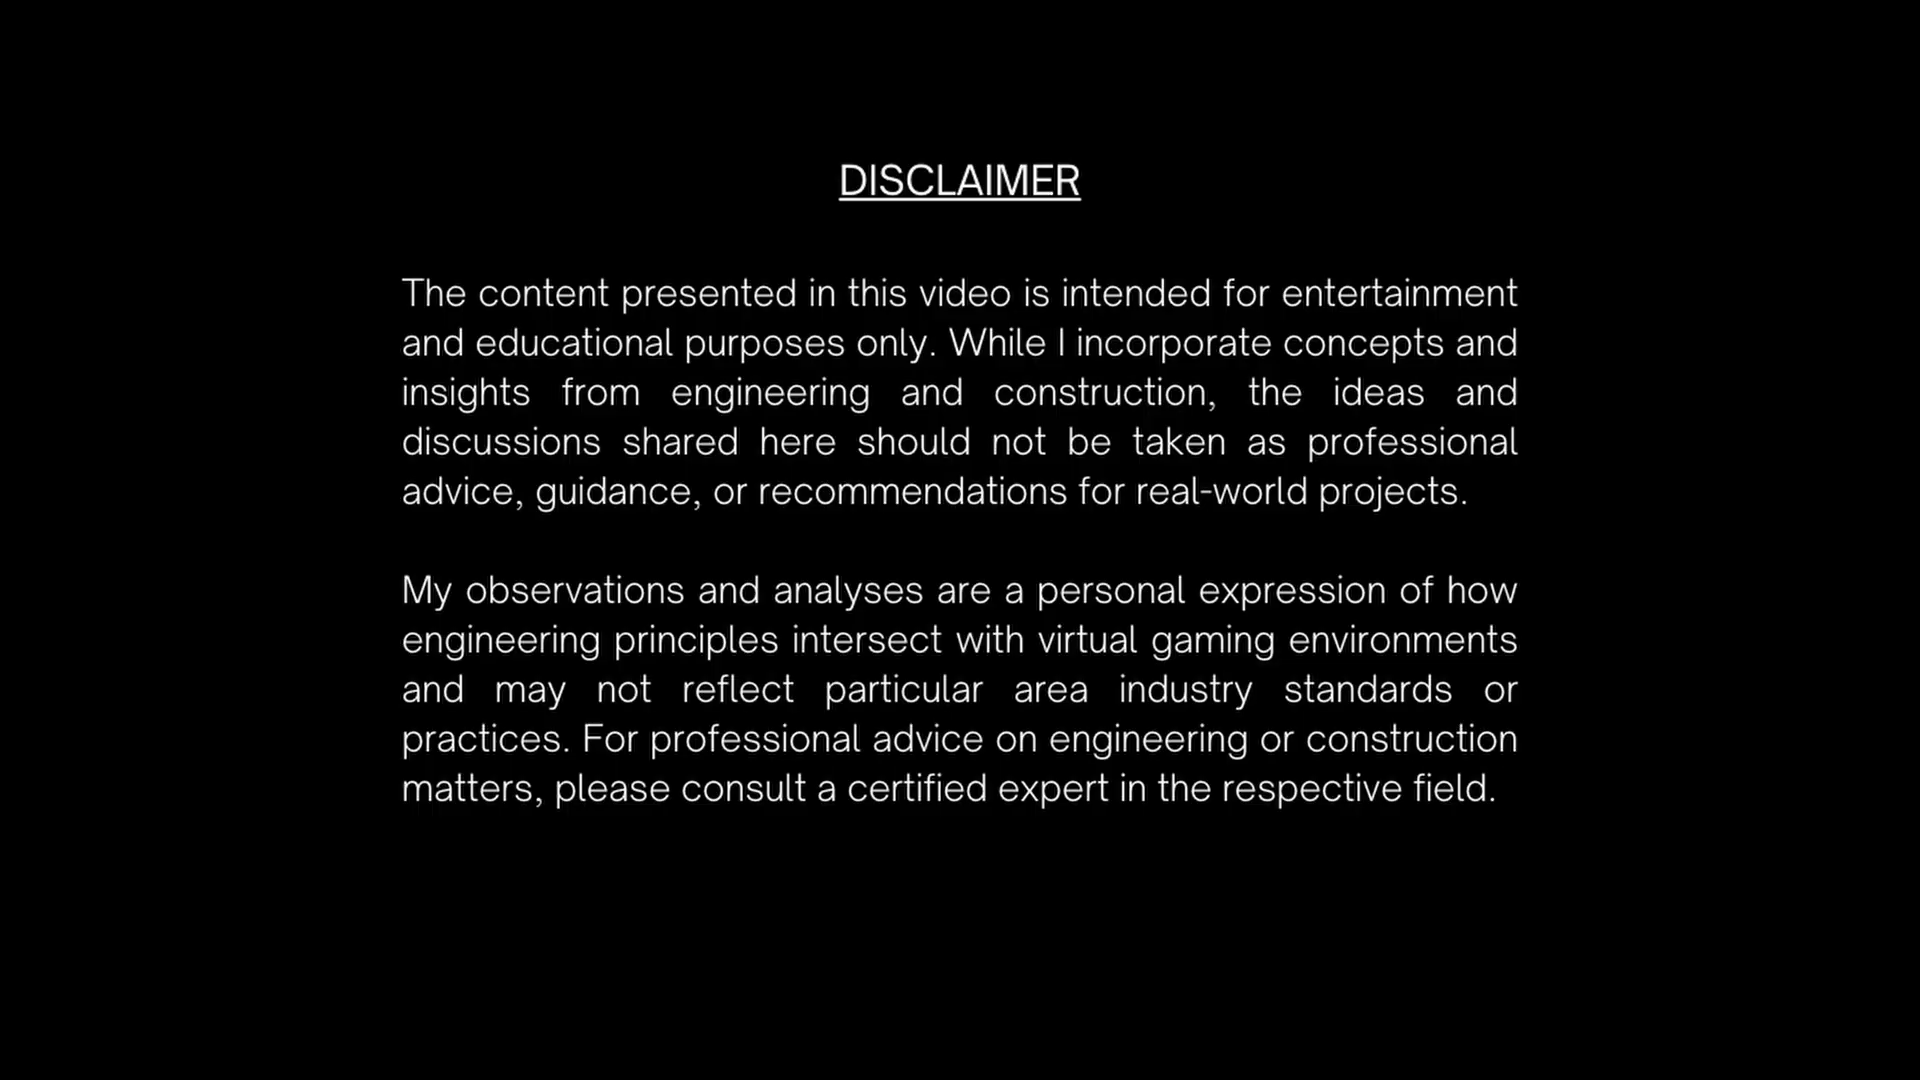 DISCLAIMER
The content presented in this video is intended for entertainment
and educational purposes only. While I incorporate concepts and
insights from engineering and construction, the ideas and
discussions shared here should not be taken as professional
advice, guidance, or recommendations for real-world projects.
My observations and analyses are a personal expression of how
engineering principles intersect with virtual gaming environments
and may not reflect particular area industry standards or
practices. For professional advice on engineering or construction
matters, please consult a certified expert in the respective field.